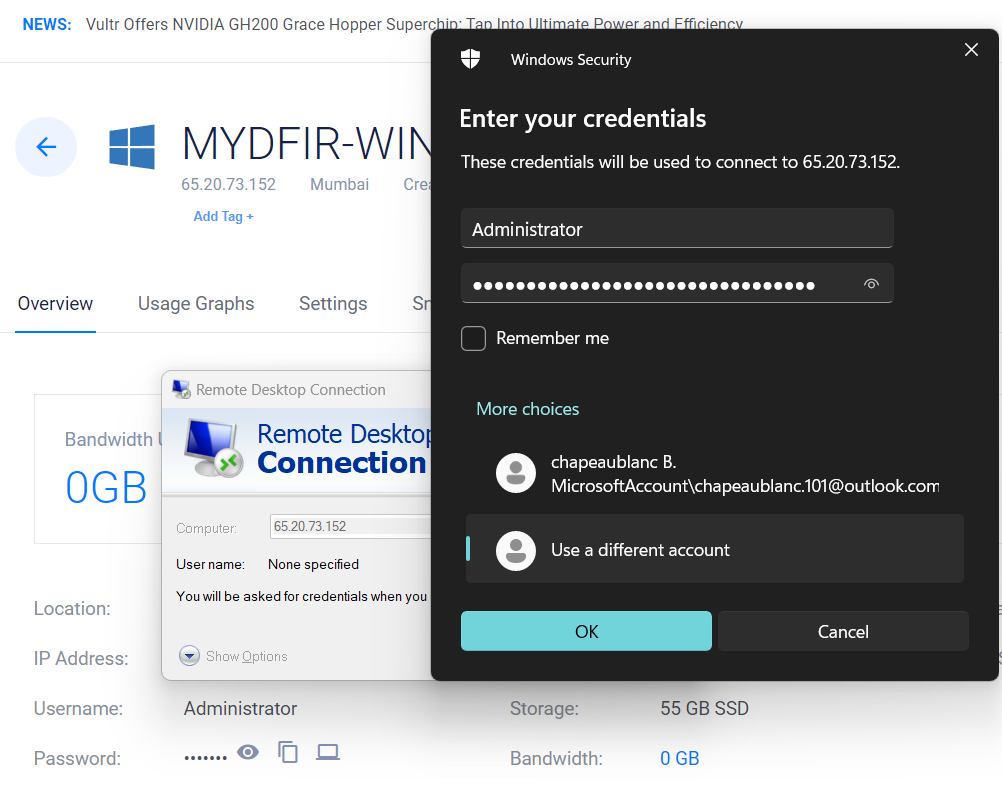 NEWS: Vultr Offers NVIDIA GH200 Grace Hopper Superchip: Tap Into Ultimate Power and Efficiency
MYDFIR-WIN
65.20.73.152 Mumbai Crea
Add Tag +
Overview Usage Graphs Settings Sn
Bandwidth U
0GB
Location:
IP Address:
Username: Administrator
Password: •••••••
Storage: 55 GB SSD
Bandwidth: 0 GB
Remote Desktop Connection
Remote Desktop
Connection
Computer: 65.20.73.152
User name: None specified
You will be asked for credentials when you
Show Options
Windows Security
Enter your credentials
These credentials will be used to connect to 65.20.73.152.
Administrator
••••••••••••••••••••••••••••••••
Remember me
More choices
chapeaublanc B.
MicrosoftAccount\chapeaublanc.101@outlook.com
Use a different account
OK Cancel